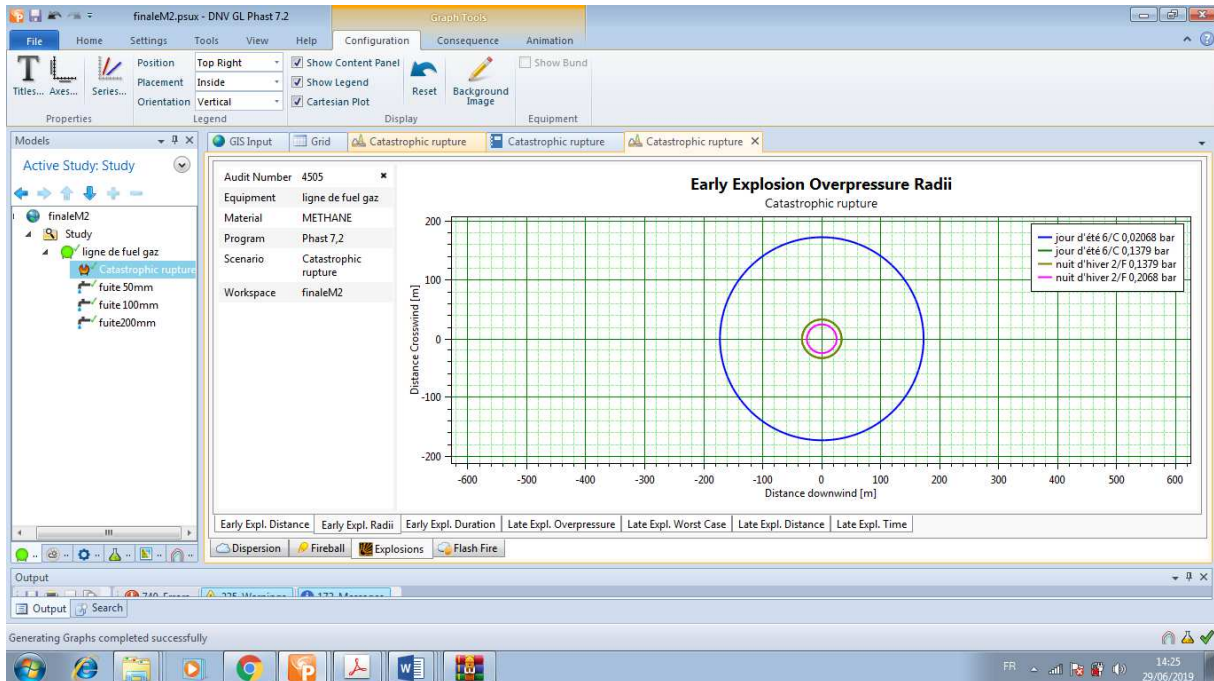 finaleM2.psux - DNV GL Phast 7.2
Graph Tools
File Home Settings Tools View Help Configuration Consequence Animation
Titles... Axes... Series...
Position Top Right
Placement Inside
Orientation Vertical
Show Content Panel
Show Legend
Cartesian Plot
Reset
Background Image
Show Bund
Properties Legend Display Equipment
Models
Active Study: Study
finaleM2
Study
ligne de fuel gaz
Catastrophic rupture
fuite 50mm
fuite 100mm
fuite200mm
GIS Input Grid Catastrophic rupture Catastrophic rupture Catastrophic rupture
Audit Number 4505
Equipment ligne de fuel gaz
Material METHANE
Program Phast 7,2
Scenario Catastrophic
rupture
Workspace finaleM2
Early Explosion Overpressure Radii
Catastrophic rupture
jour d'été 6/C 0,02068 bar
jour d'été 6/C 0,1379 bar
nuit d'hiver 2/F 0,1379 bar
nuit d'hiver 2/F 0,2068 bar
Distance Crosswind [m]
200
100
0
-100
-200
-600 -500 -400 -300 -200 -100 0 100 200 300 400 500 600
Distance downwind [m]
Early Expl. Distance Early Expl. Radii Early Expl. Duration Late Expl. Overpressure Late Expl. Worst Case Late Expl. Distance Late Expl. Time
Dispersion Fireball Explosions Flash Fire
Output
740 Errors 225 Warnings 172 Messages
Output Search
Generating Graphs completed successfully
FR
14:25
29/06/2019